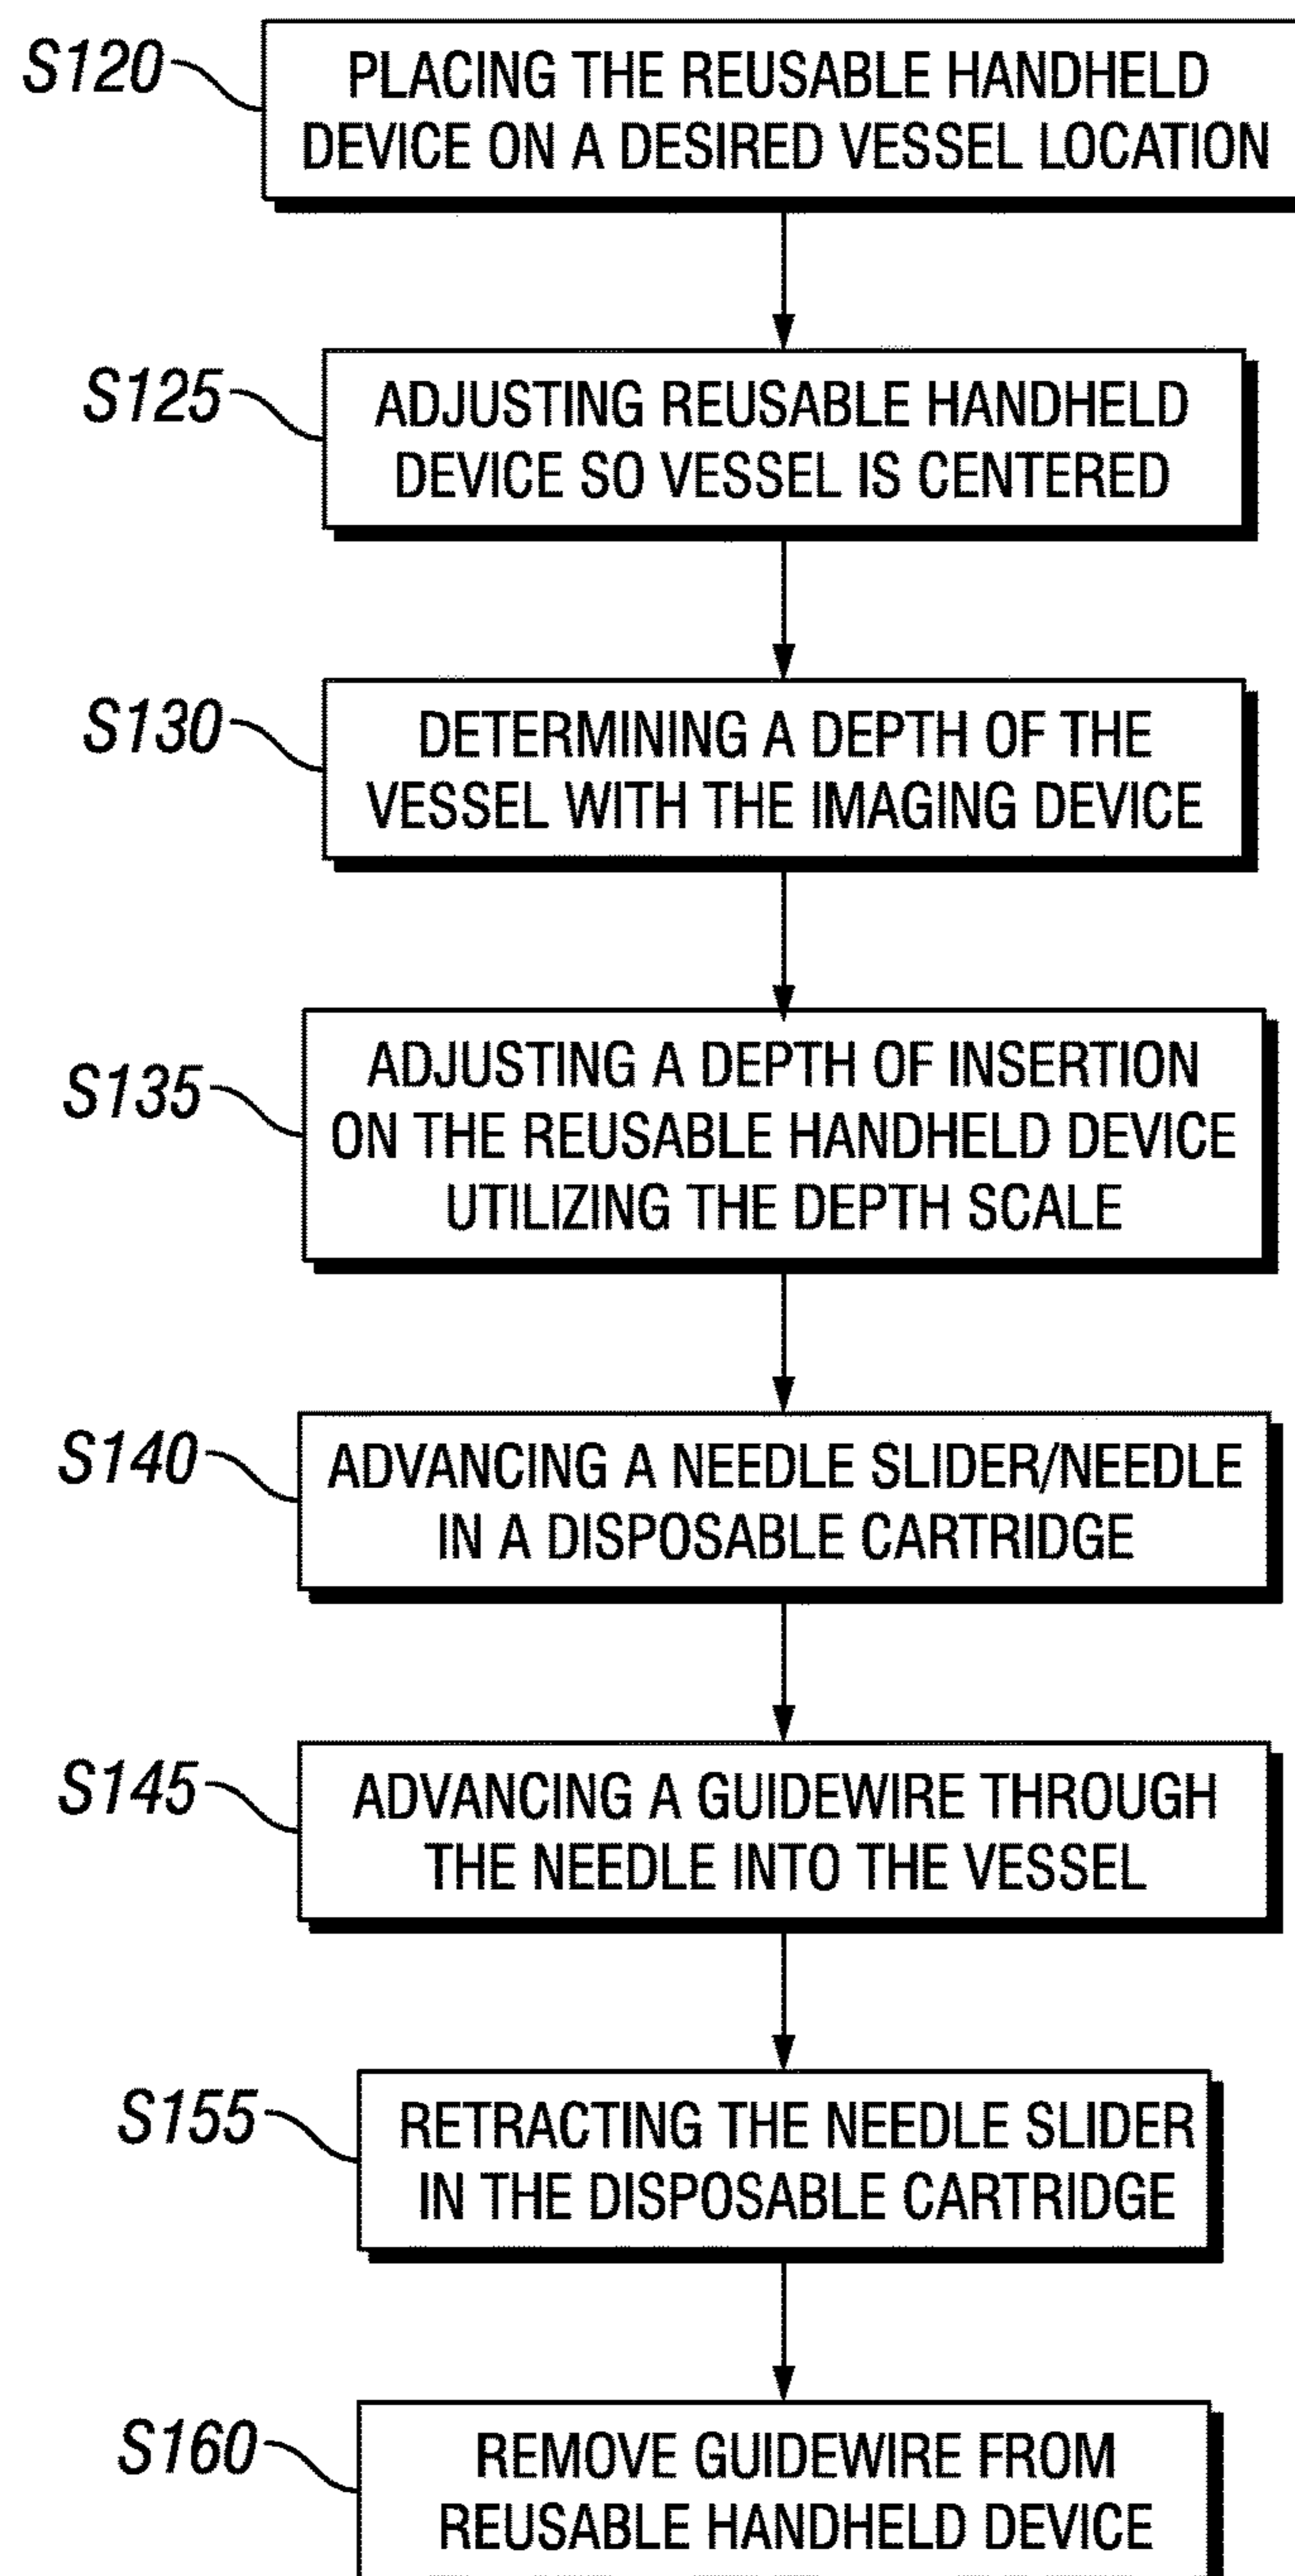 S120
PLACING THE REUSABLE HANDHELD
DEVICE ON A DESIRED VESSEL LOCATION
S125
ADJUSTING REUSABLE HANDHELD
DEVICE SO VESSEL IS CENTERED
S130
DETERMINING A DEPTH OF THE
VESSEL WITH THE IMAGING DEVICE
S135
ADJUSTING A DEPTH OF INSERTION
ON THE REUSABLE HANDHELD DEVICE
UTILIZING THE DEPTH SCALE
S140
ADVANCING A NEEDLE SLIDER/NEEDLE
IN A DISPOSABLE CARTRIDGE
S145
ADVANCING A GUIDEWIRE THROUGH
THE NEEDLE INTO THE VESSEL
S155
RETRACTING THE NEEDLE SLIDER
IN THE DISPOSABLE CARTRIDGE
S160
REMOVE GUIDEWIRE FROM
REUSABLE HANDHELD DEVICE